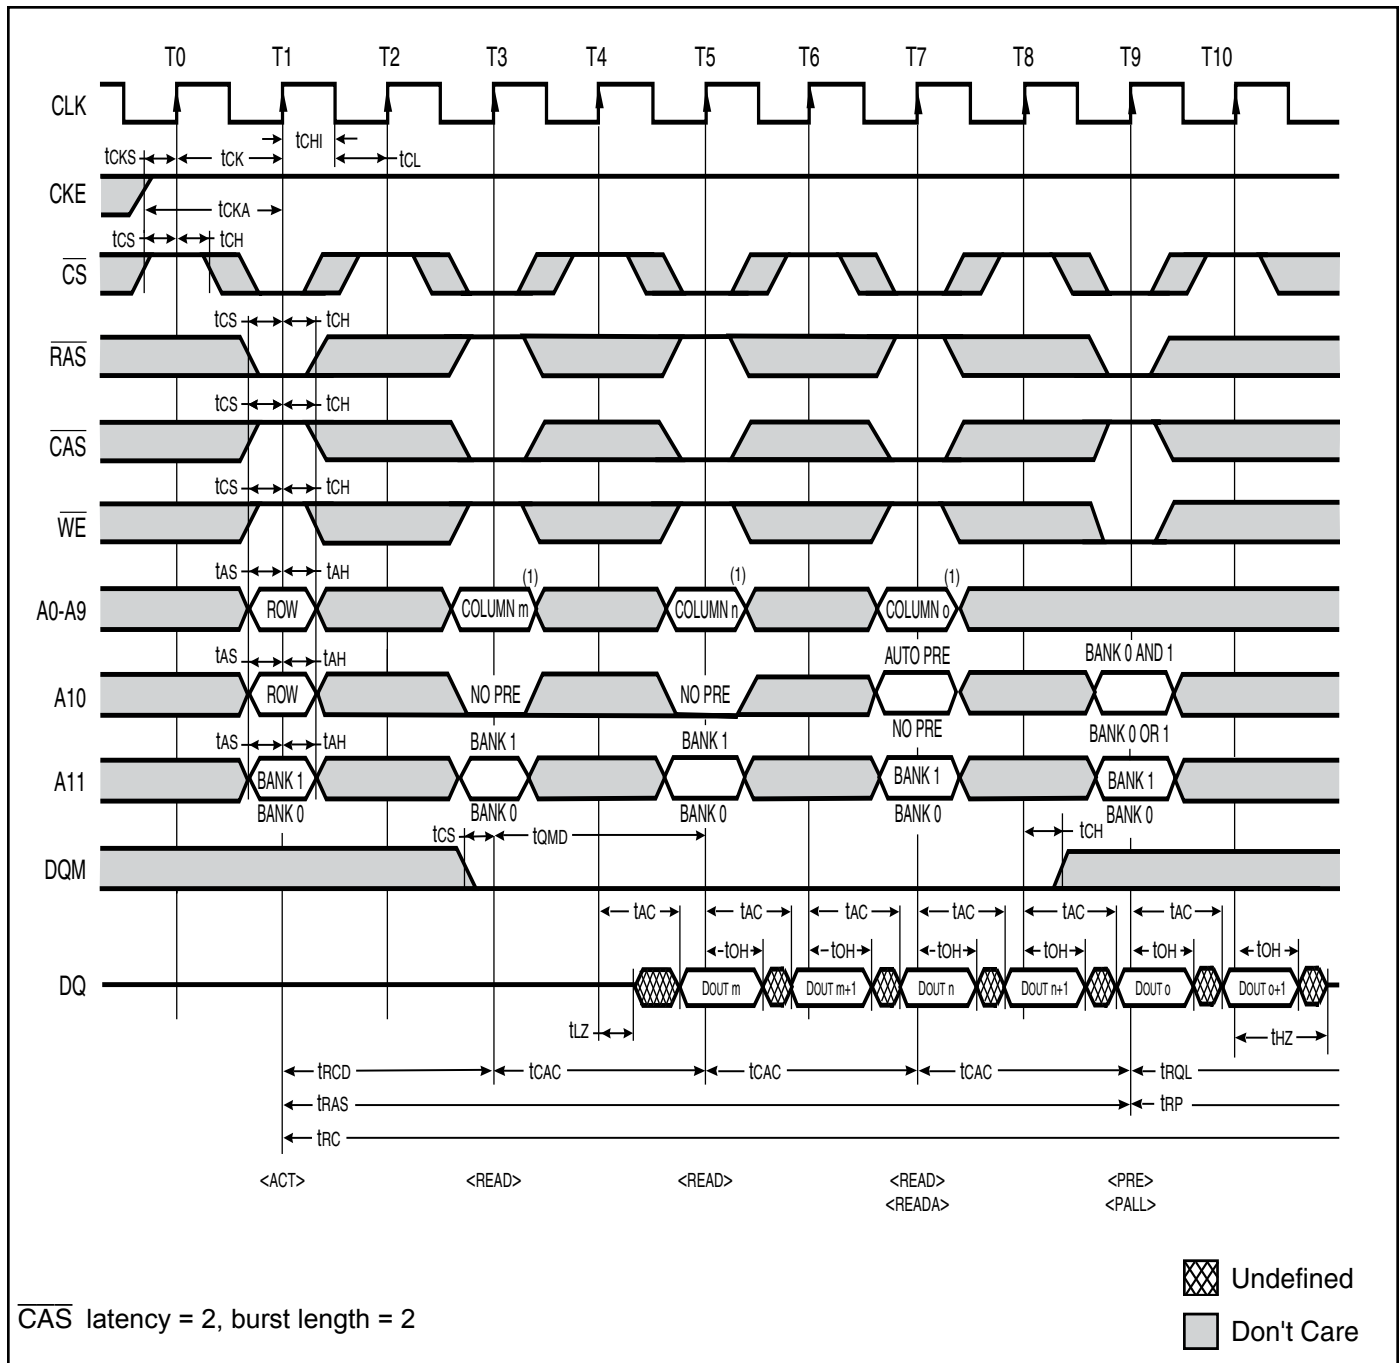 T0 T1 T2 T3 T4 T5 T6 T7 T8 T9 T10
CLK
tCHI
tCKS tCK tCL
CKE
tCKA
tCS tCH
CS
tCS tCH
RAS
tCS tCH
CAS
tCS tCH
WE
tAS tAH (1) (1) (1)
A0-A9 ROW COLUMN m COLUMN n COLUMN o
tAS tAH AUTO PRE BANK 0 AND 1
A10 ROW NO PRE NO PRE
NO PRE BANK 0 OR 1
tAS tAH BANK 1 BANK 1
A11 BANK 1 BANK 1 BANK 1
BANK 0 BANK 0 BANK 0 BANK 0 BANK 0
tCS tQMD tCH
DQM
tAC tAC tAC tAC tAC tAC
tOH tOH tOH tOH tOH tOH
DQ DOUT m DOUT m+1 DOUT n DOUT n+1 DOUT o DOUT o+1
tLZ tHZ
tRCD tCAC tCAC tCAC tRQL
tRAS tRP
tRC
<ACT> <READ> <READ> <READ> <PRE>
<READA> <PALL>
Undefined
CAS latency = 2, burst length = 2
Don't Care